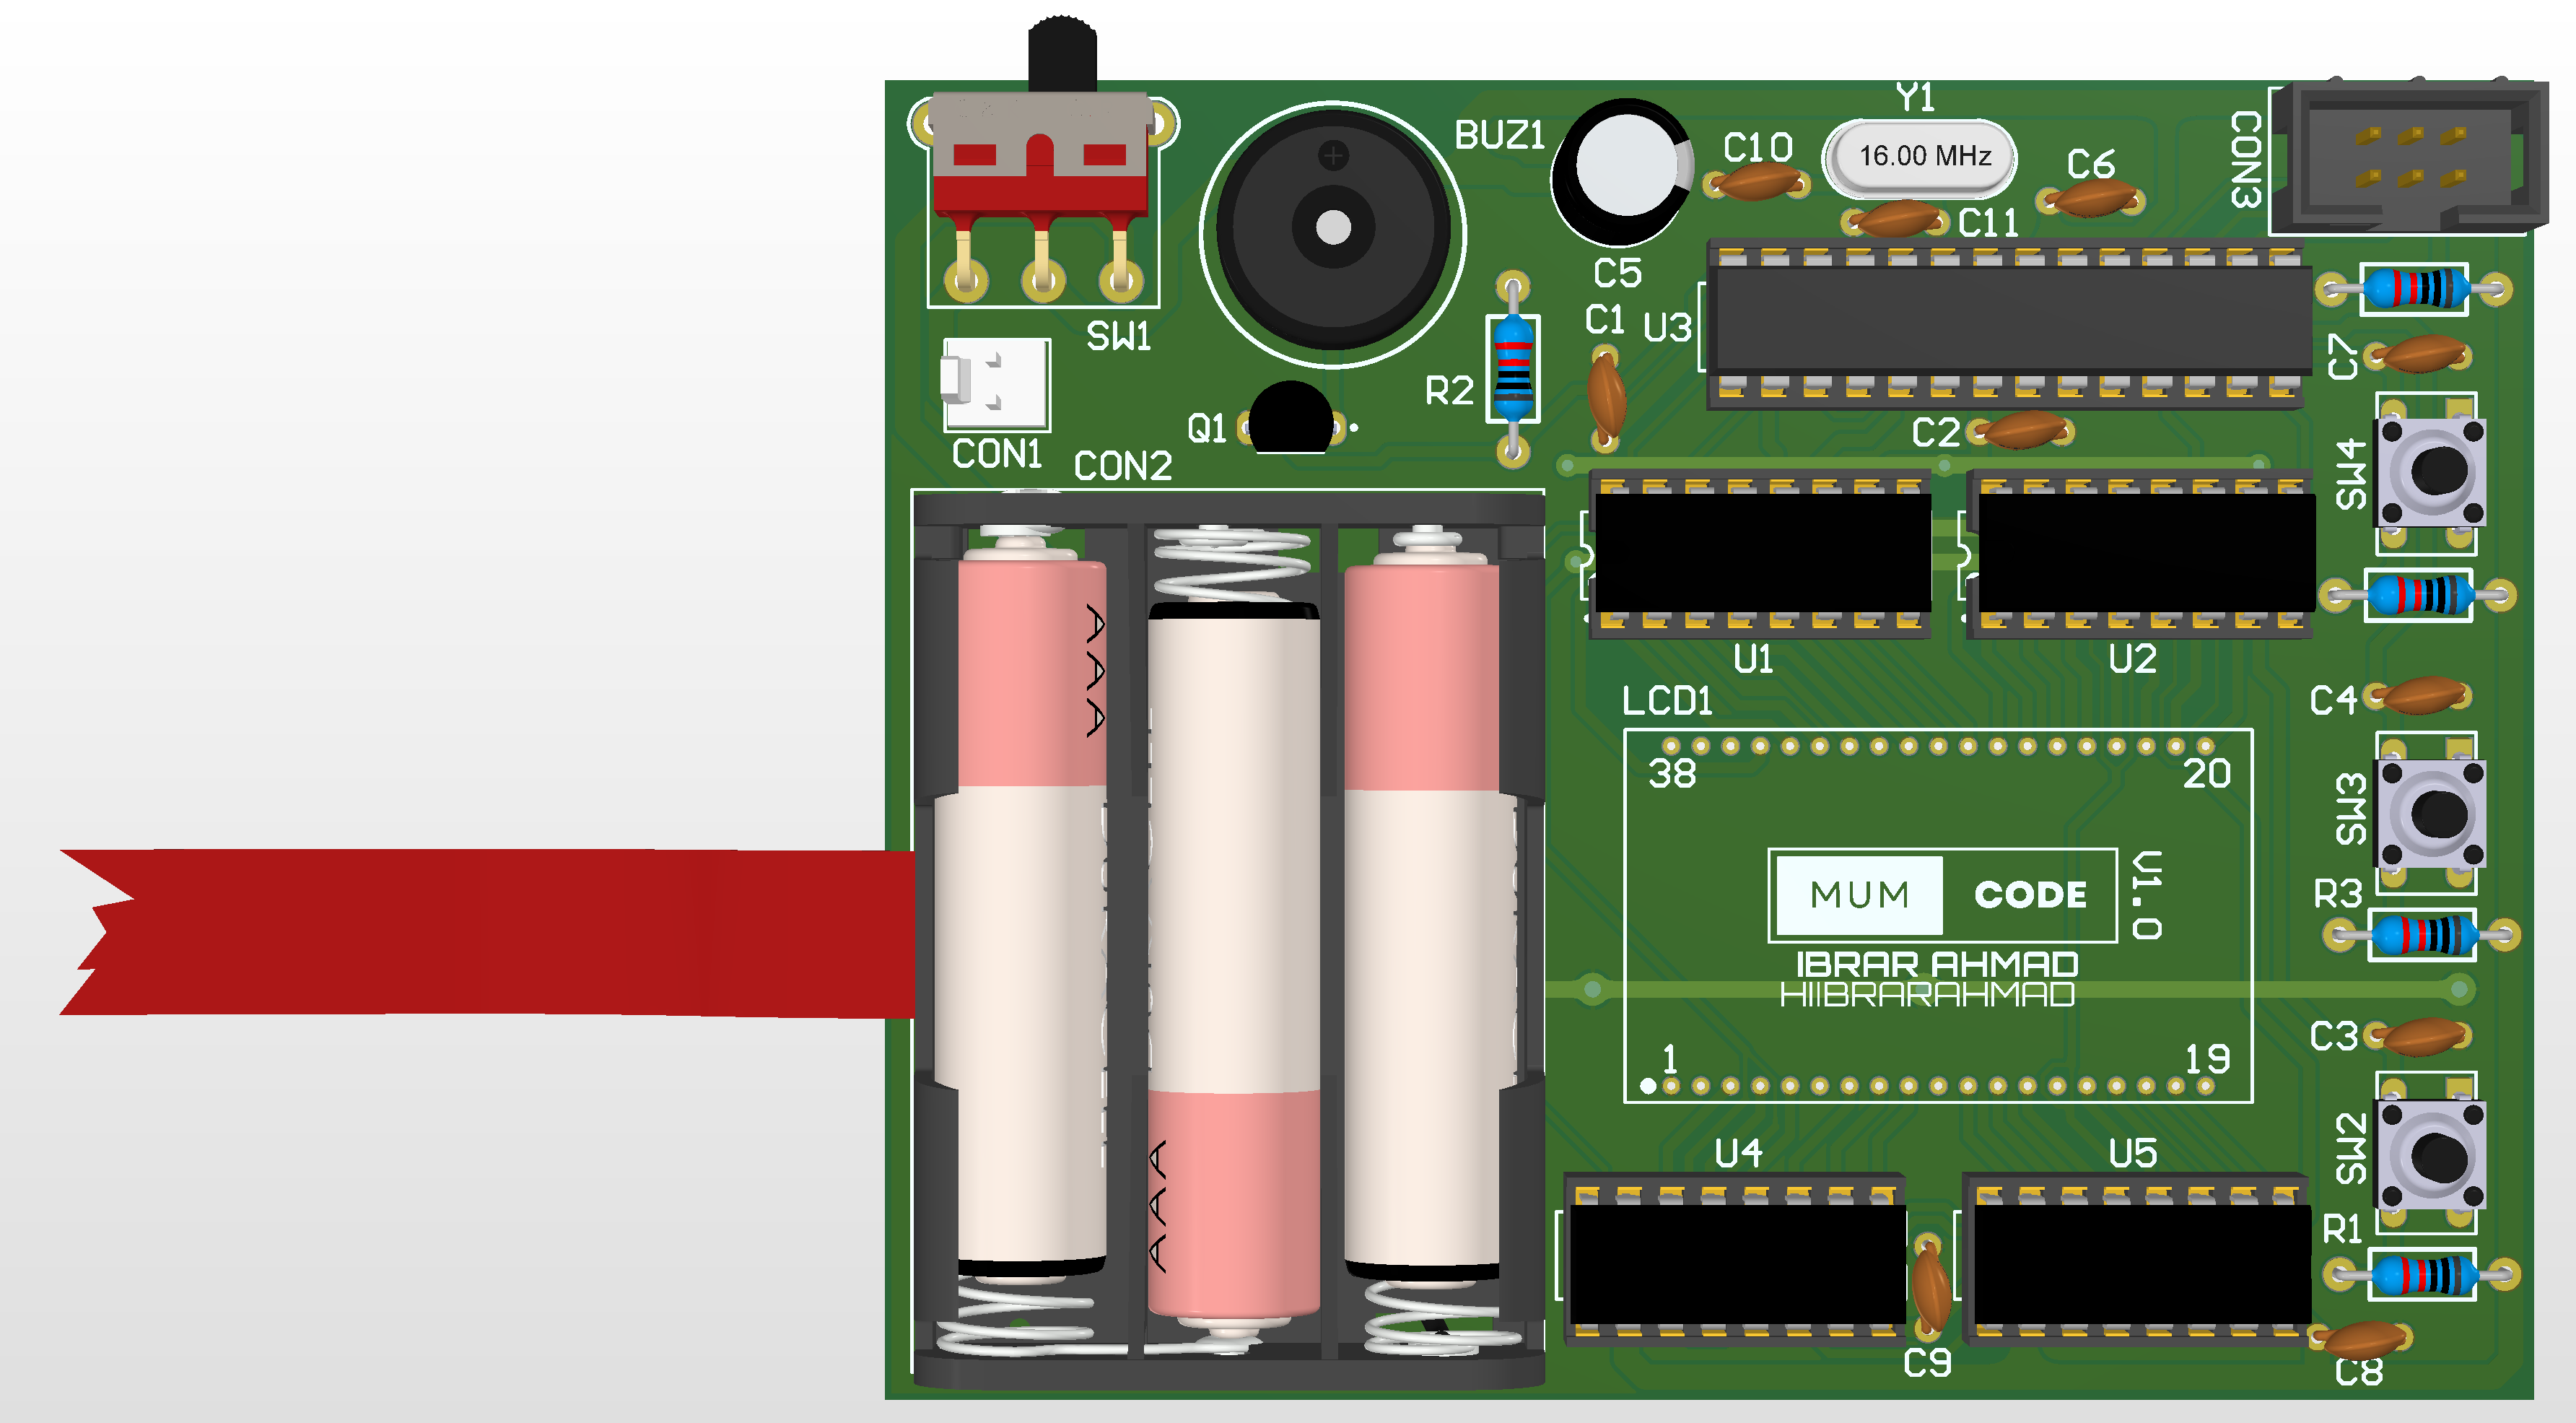 Y1
BUZ1
C10
16.00 MHz
C6
CON3
C11
C5
C1
U3
SW1
C7
R2
Q1
C2
CON1
CON2
SW4
U1
U2
LCD1
C4
38
20
SW3
MUM CODE
V1.0
R3
IBRAR AHMAD
HIIBRARAHMAD
C3
1
19
U4
U5
SW2
R1
C9
C8